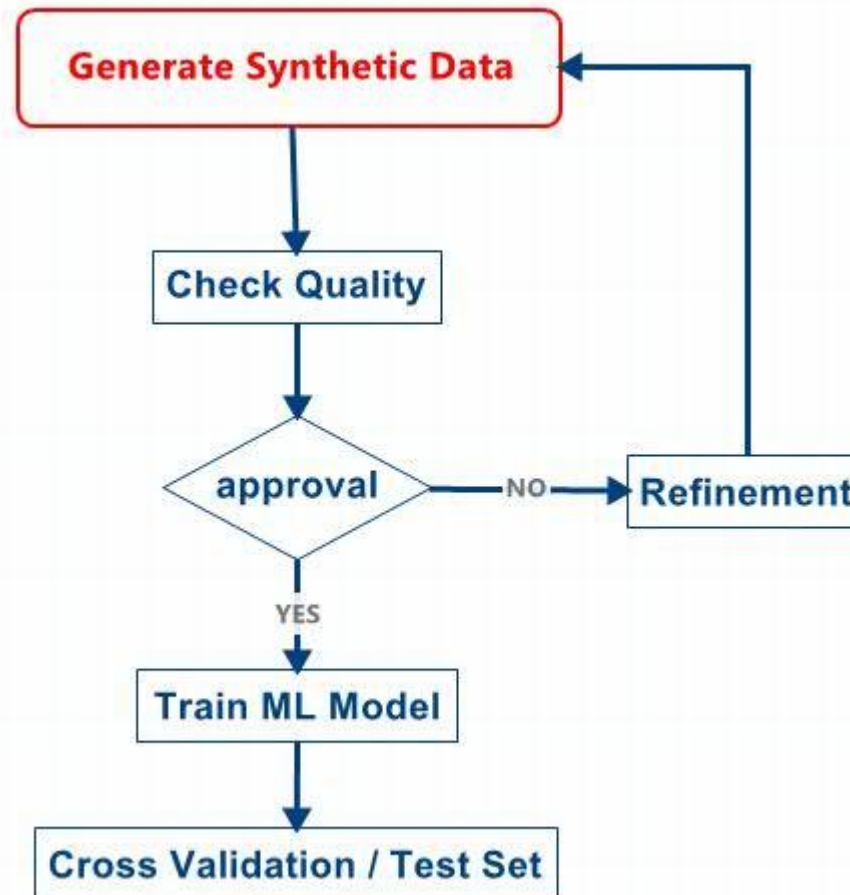 Generate Synthetic Data
Check Quality
approval
NO
Refinement
YES
Train ML Model
Cross Validation / Test Set